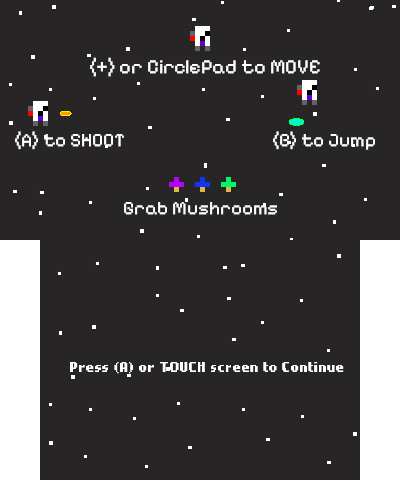 (+) or CirclePad to MOVE
(A) to SHOOT
(B) to Jump
Grab Mushrooms
Press (A) or TOUCH screen to Continue